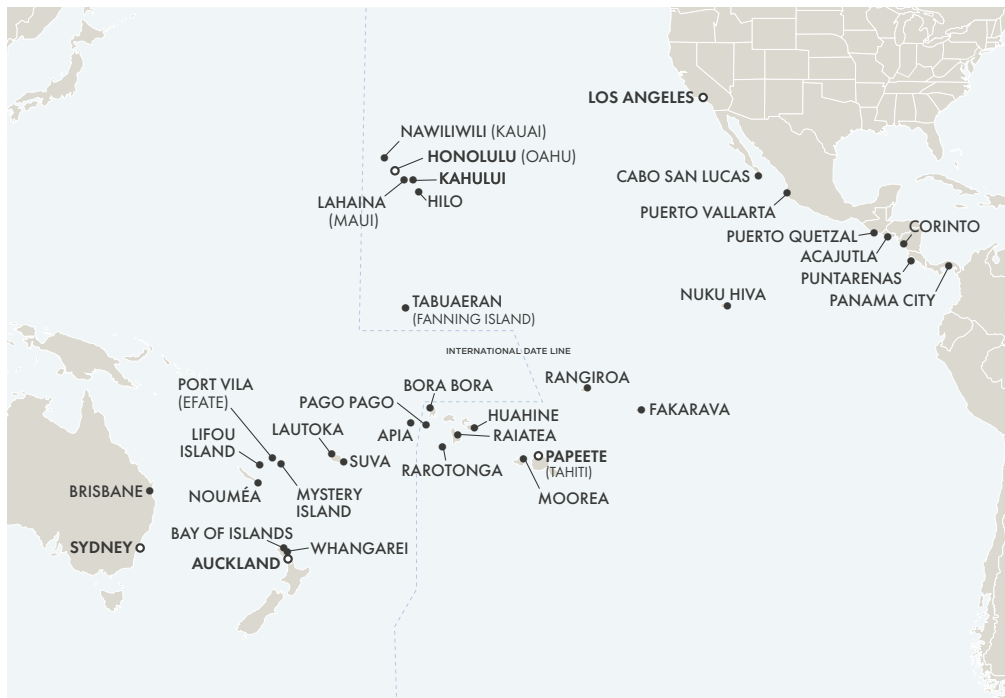 LOS ANGELES
NAWILIWILI (KAUAI)
HONOLULU (OAHU)
KAHULUI
LAHAINA
(MAUI)
HILO
CABO SAN LUCAS
PUERTO VALLARTA
PUERTO QUETZAL
CORINTO
ACAJUTLA
PUNTARENAS
PANAMA CITY
NUKU HIVA
TABUAERAN
(FANNING ISLAND)
INTERNATIONAL DATE LINE
RANGIROA
BORA BORA
PORT VILA
(EFATE)
PAGO PAGO
HUAHINE
FAKARAVA
LIFOU
ISLAND
LAUTOKA
APIA
RAIATEA
SUVA
RAROTONGA
PAPEETE
(TAHITI)
MOOREA
BRISBANE
NOUMÉA
MYSTERY
ISLAND
BAY OF ISLANDS
SYDNEY
WHANGAREI
AUCKLAND